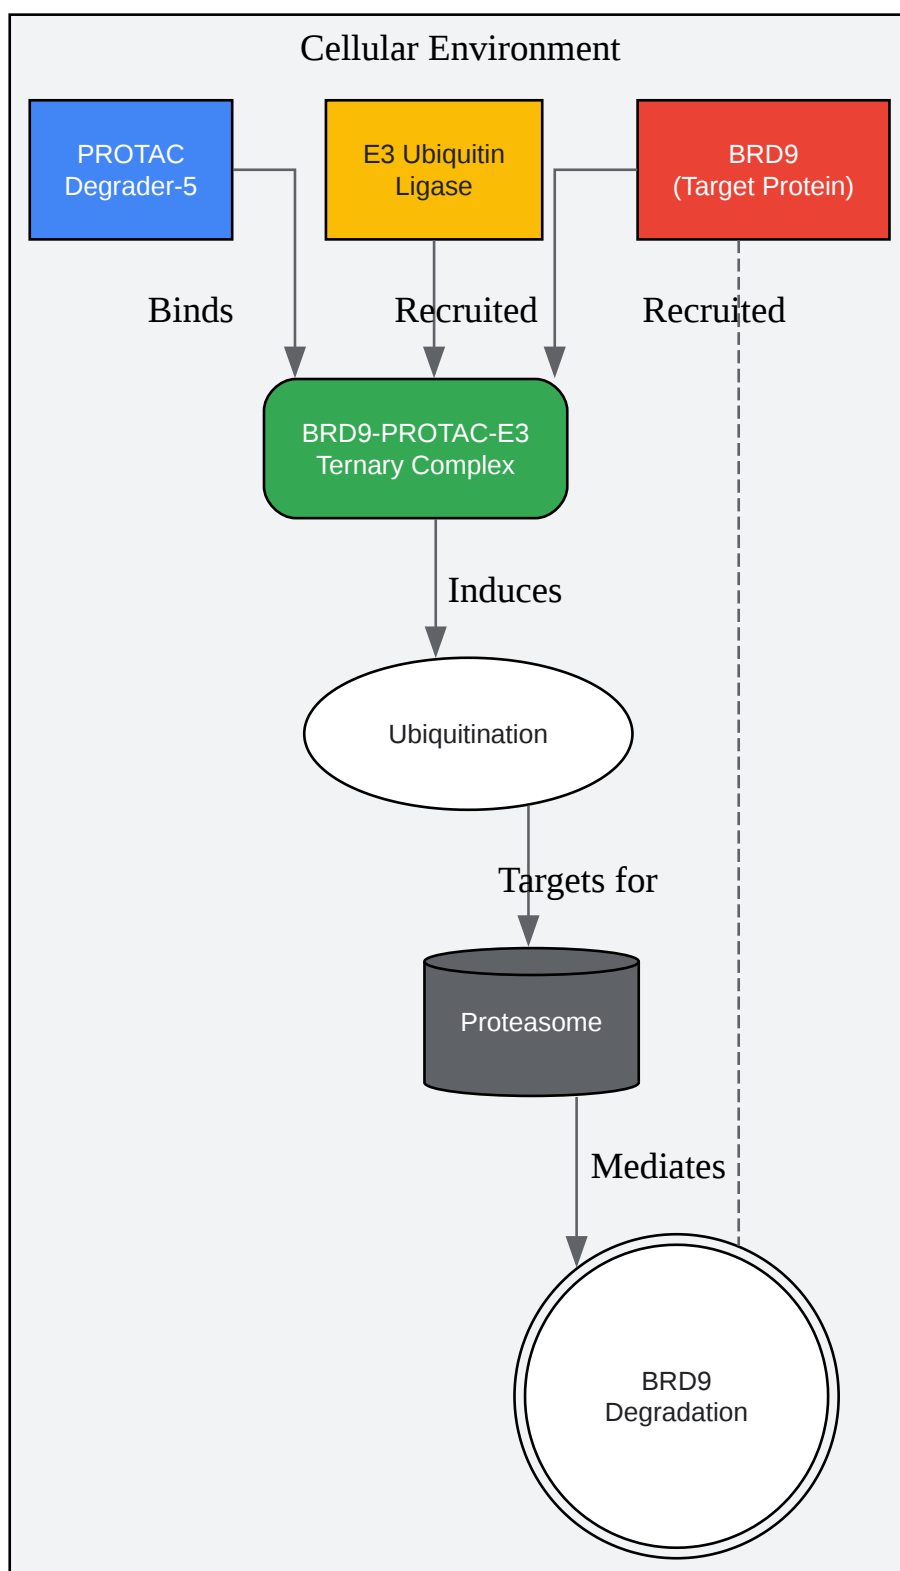 Cellular Environment
PROTAC
Degrader-5
E3 Ubiquitin
Ligase
BRD9
(Target Protein)
Binds
Recruited
Recruited
BRD9-PROTAC-E3
Ternary Complex
Induces
Ubiquitination
Targets for
Proteasome
Mediates
BRD9
Degradation